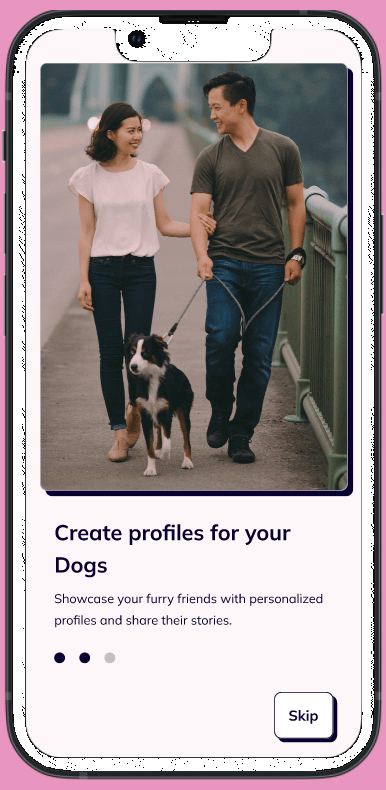 Create profiles for your
Dogs
Showcase your furry friends with personalized
profiles and share their stories.
Skip